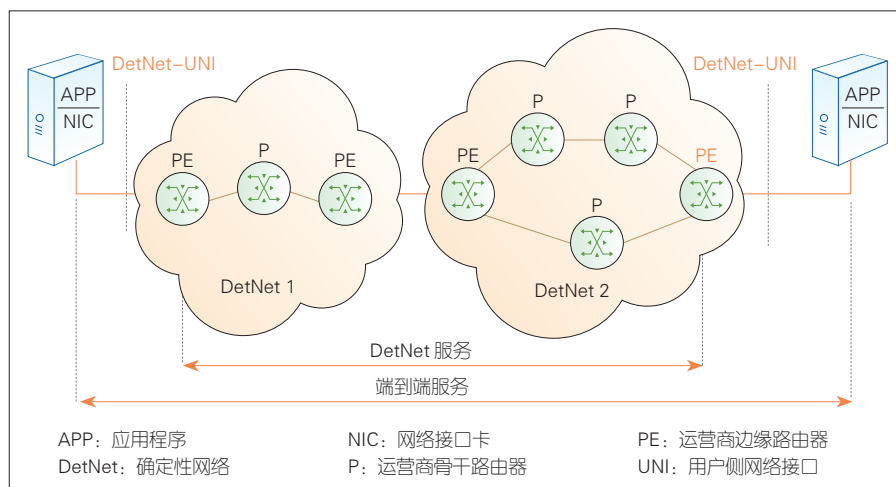 DetNet-UNI
DetNet-UNI
APP
NIC
APP
NIC
P
P
PE
P
PE
PE
PE
P
DetNet 1
DetNet 2
DetNet 服务
端到端服务
APP：应用程序 NIC：网络接口卡 PE：运营商边缘路由器
DetNet：确定性网络 P：运营商骨干路由器 UNI：用户侧网络接口